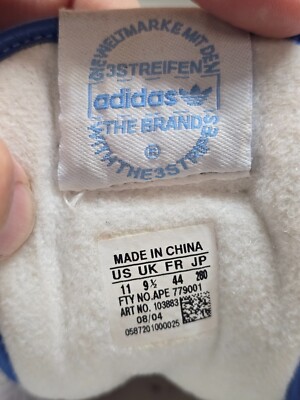 DIE WELTMARKE MIT DEN
3STREIFEN
adidas
THE BRAND
WITH THE 3 STRIPES
®
MADE IN CHINA
US UK FR JP
11 9½ 44 280
FTY NO.APE 779001
ART NO. 103883
08/04
0587201000025